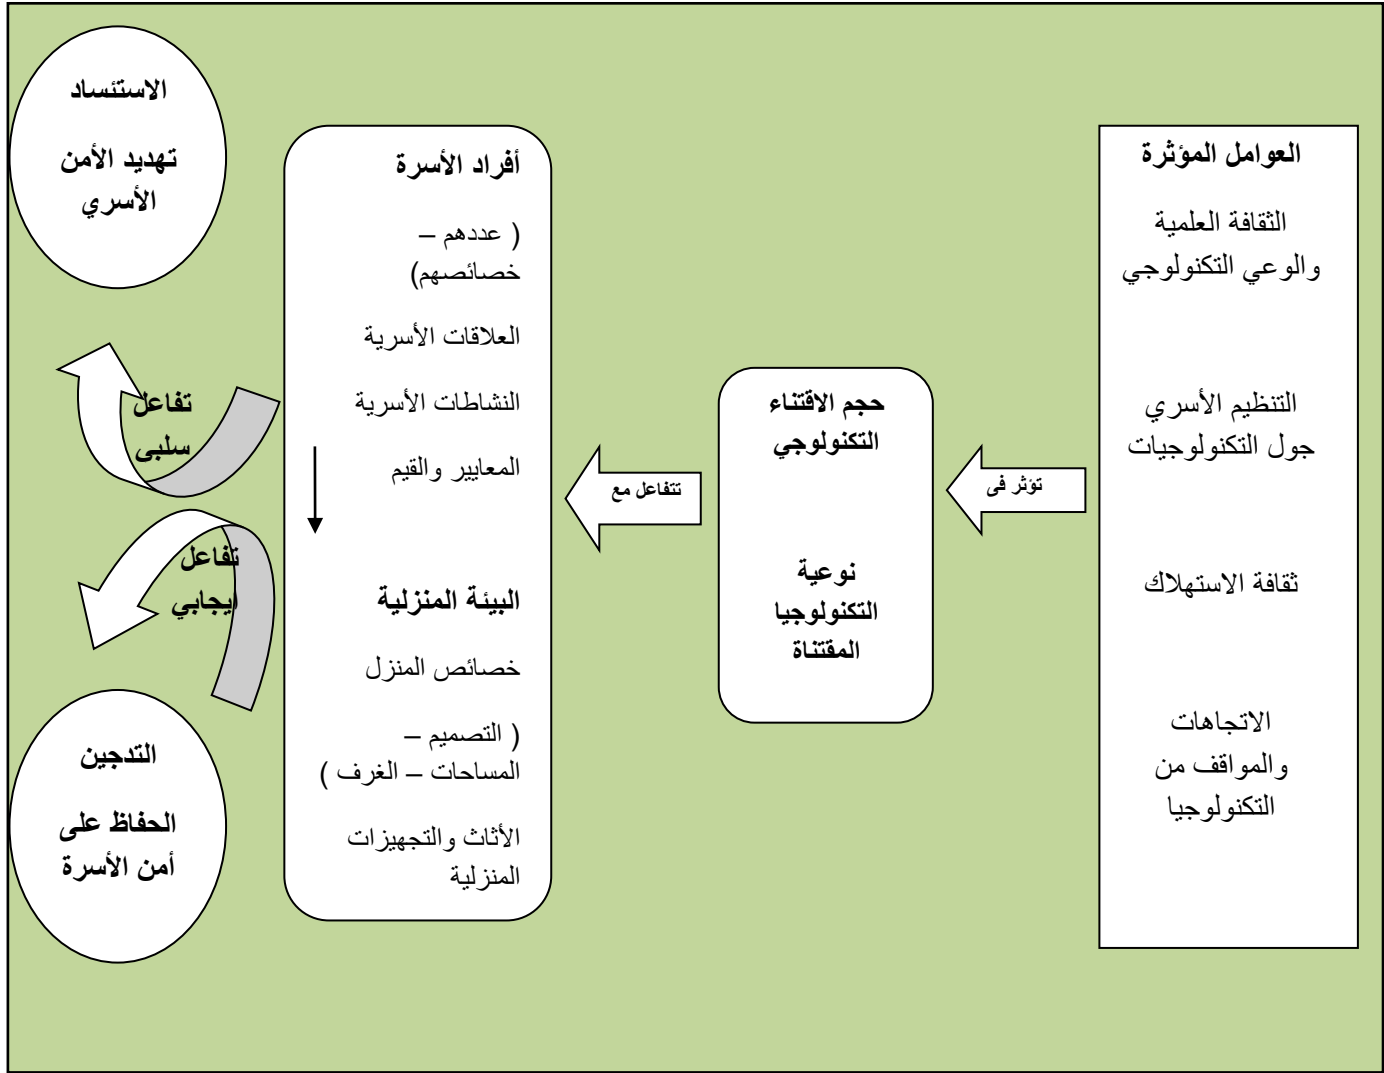 العوامل المؤثرة
الثقافة العلمية
والوعي التكنولوجي
التنظيم الأسري
جول التكنولوجيات
ثقافة الاستهلاك
الاتجاهات
والمواقف من
التكنولوجيا
تؤثر فى
حجم الاقتناء
التكنولوجي
نوعية
التكنولوجيا
المقتناة
تتفاعل مع
أفراد الأسرة
( عددهم –
خصائصهم)
العلاقات الأسرية
النشاطات الأسرية
المعايير والقيم
البيئة المنزلية
خصائص المنزل
( التصميم –
المساحات – الغرف )
الأثاث والتجهيزات
المنزلية
تفاعل
سلبى
تفاعل
ايجابي
الاستئساد
تهديد الأمن
الأسري
التدجين
الحفاظ على
أمن الأسرة